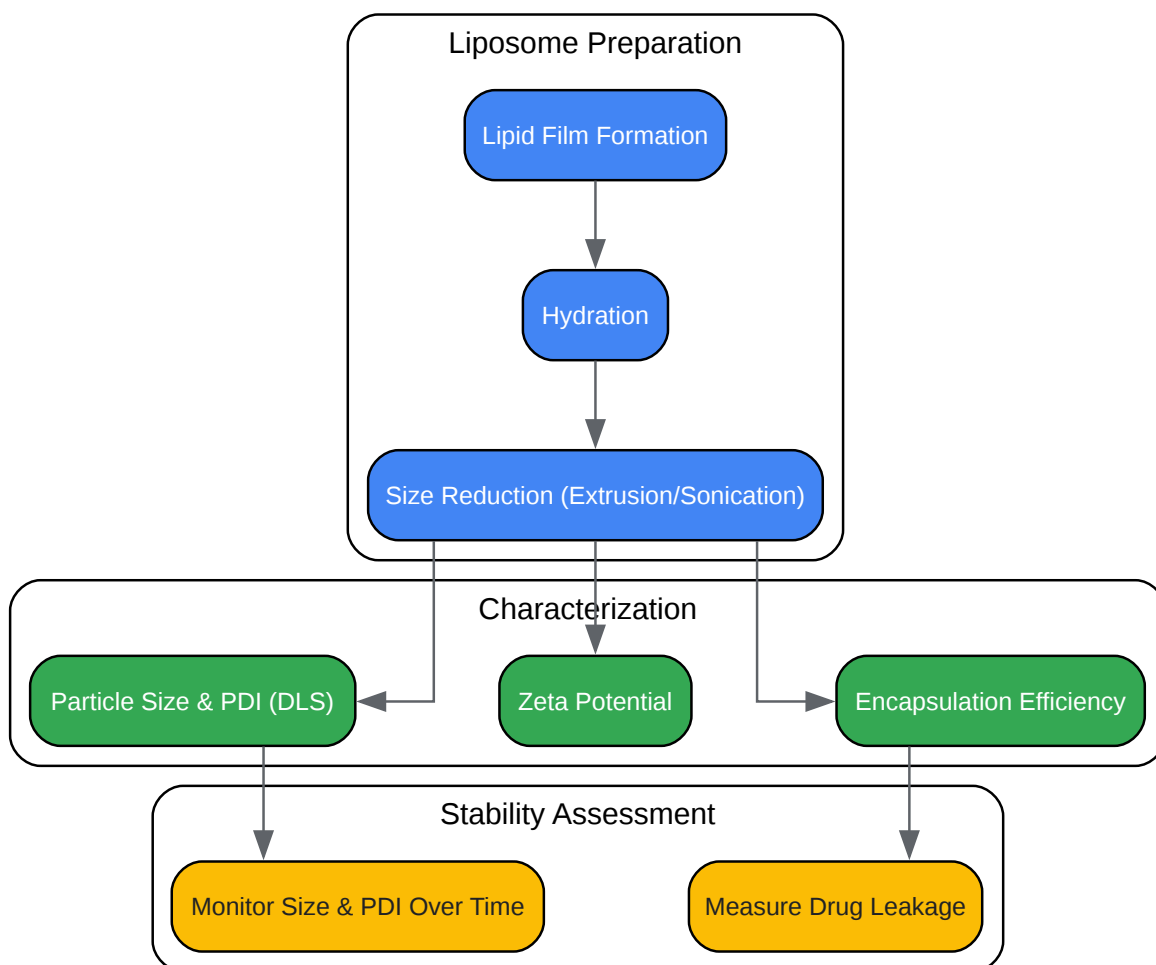 Liposome Preparation
Lipid Film Formation
Hydration
Size Reduction (Extrusion/Sonication)
Characterization
Particle Size & PDI (DLS)
Zeta Potential
Encapsulation Efficiency
Stability Assessment
Monitor Size & PDI Over Time
Measure Drug Leakage